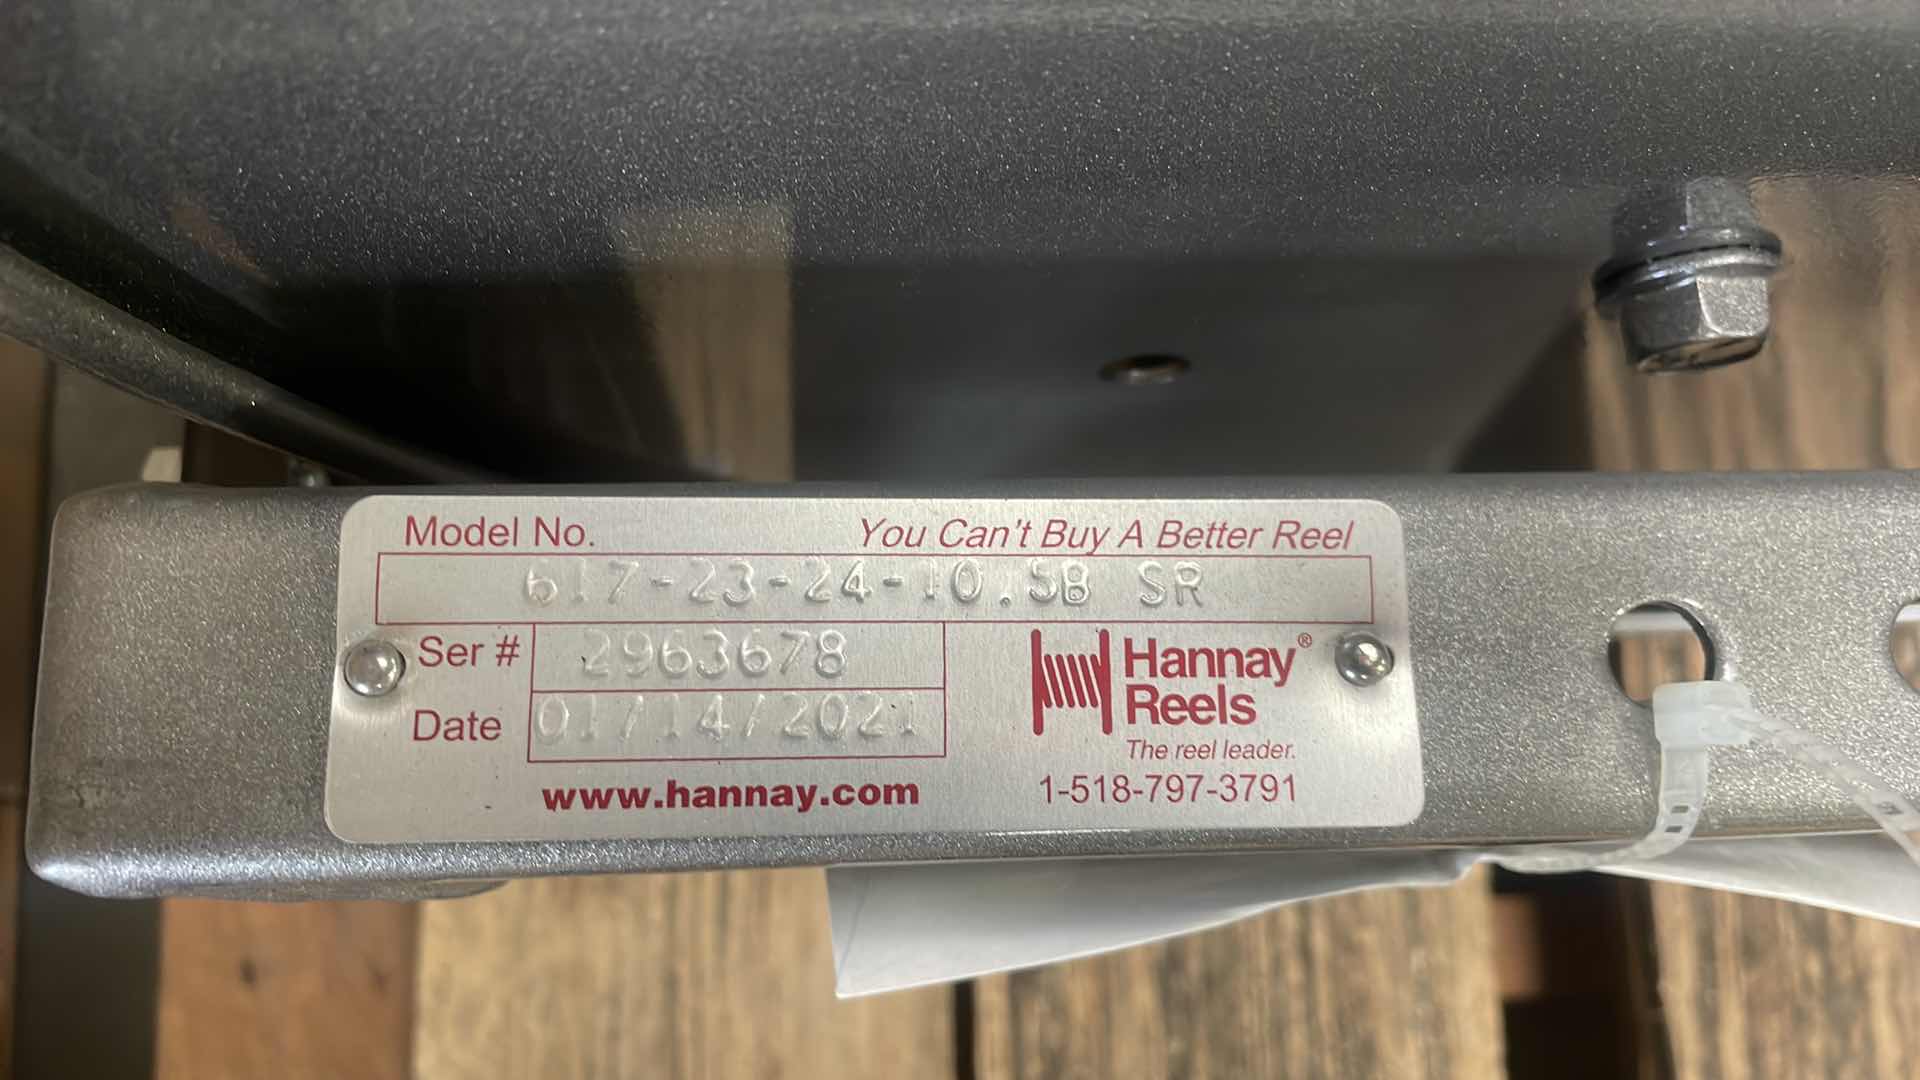 Model No. You Can't Buy A Better Reel
617-23-24-10.5B SR
Ser # 2963678
Date 01/14/2021
Hannay®
Reels
The reel leader.
www.hannay.com
1-518-797-3791